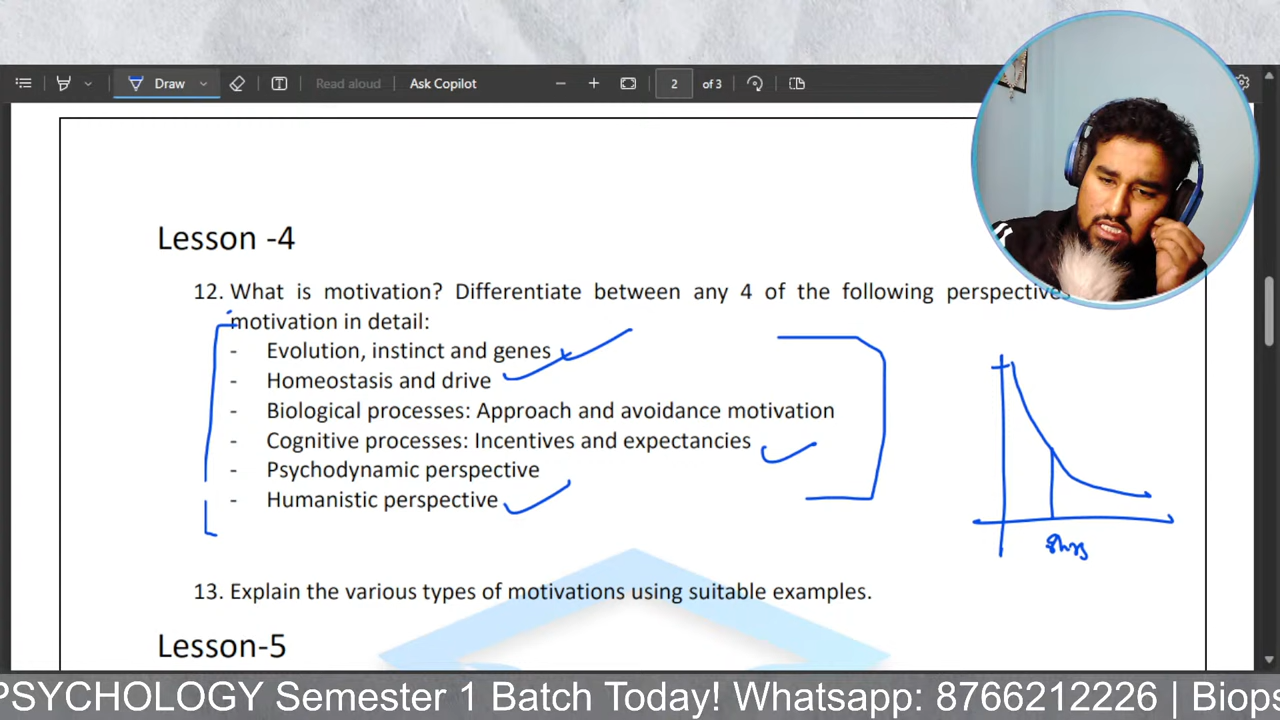 Draw
Read aloud
Ask Copilot
2
of 3
Lesson -4
12. What is motivation? Differentiate between any 4 of the following perspectives
motivation in detail:
- Evolution, instinct and genes
- Homeostasis and drive
- Biological processes: Approach and avoidance motivation
- Cognitive processes: Incentives and expectancies
- Psychodynamic perspective
- Humanistic perspective
8hrs
13. Explain the various types of motivations using suitable examples.
Lesson-5
PSYCHOLOGY Semester 1 Batch Today! Whatsapp: 8766212226 | Biops